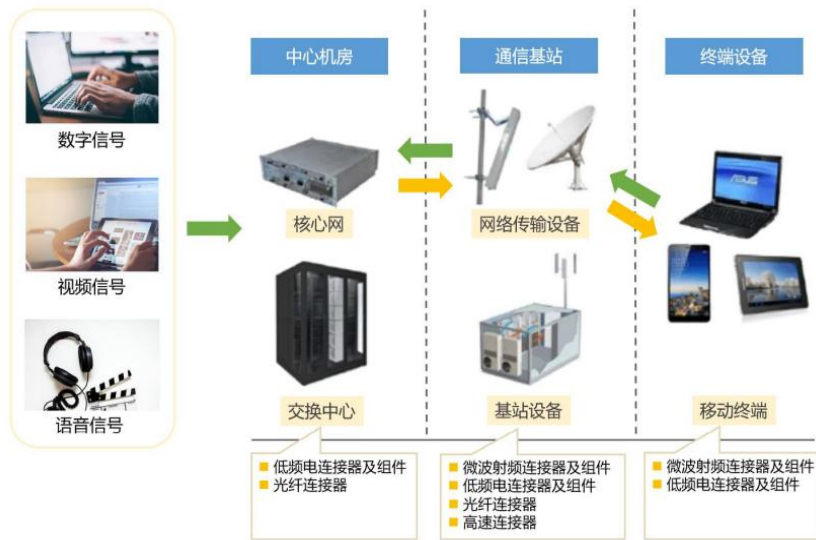 中心机房
通信基站
终端设备
数字信号
视频信号
语音信号
核心网
网络传输设备
ASUS
交换中心
基站设备
移动终端
低频电连接器及组件
光纤连接器
微波射频连接器及组件
低频电连接器及组件
光纤连接器
高速连接器
微波射频连接器及组件
低频电连接器及组件